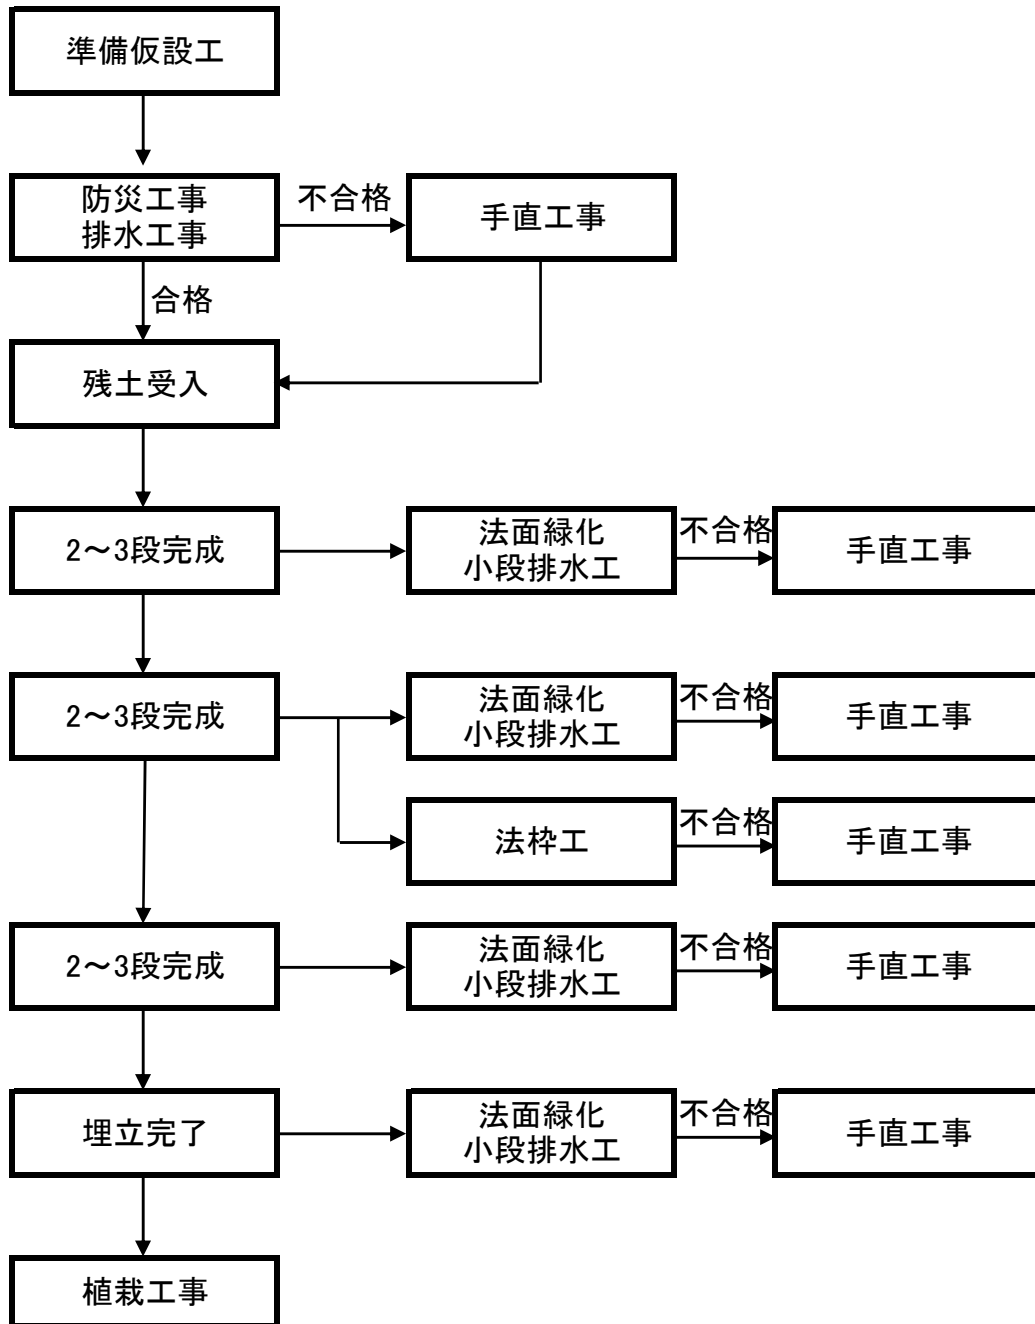 準備仮設工
防災工事
排水工事
不合格
手直工事
合格
残土受入
2～3段完成
法面緑化
小段排水工
不合格
手直工事
2～3段完成
法面緑化
小段排水工
不合格
手直工事
法枠工
不合格
手直工事
2～3段完成
法面緑化
小段排水工
不合格
手直工事
埋立完了
法面緑化
小段排水工
不合格
手直工事
植栽工事